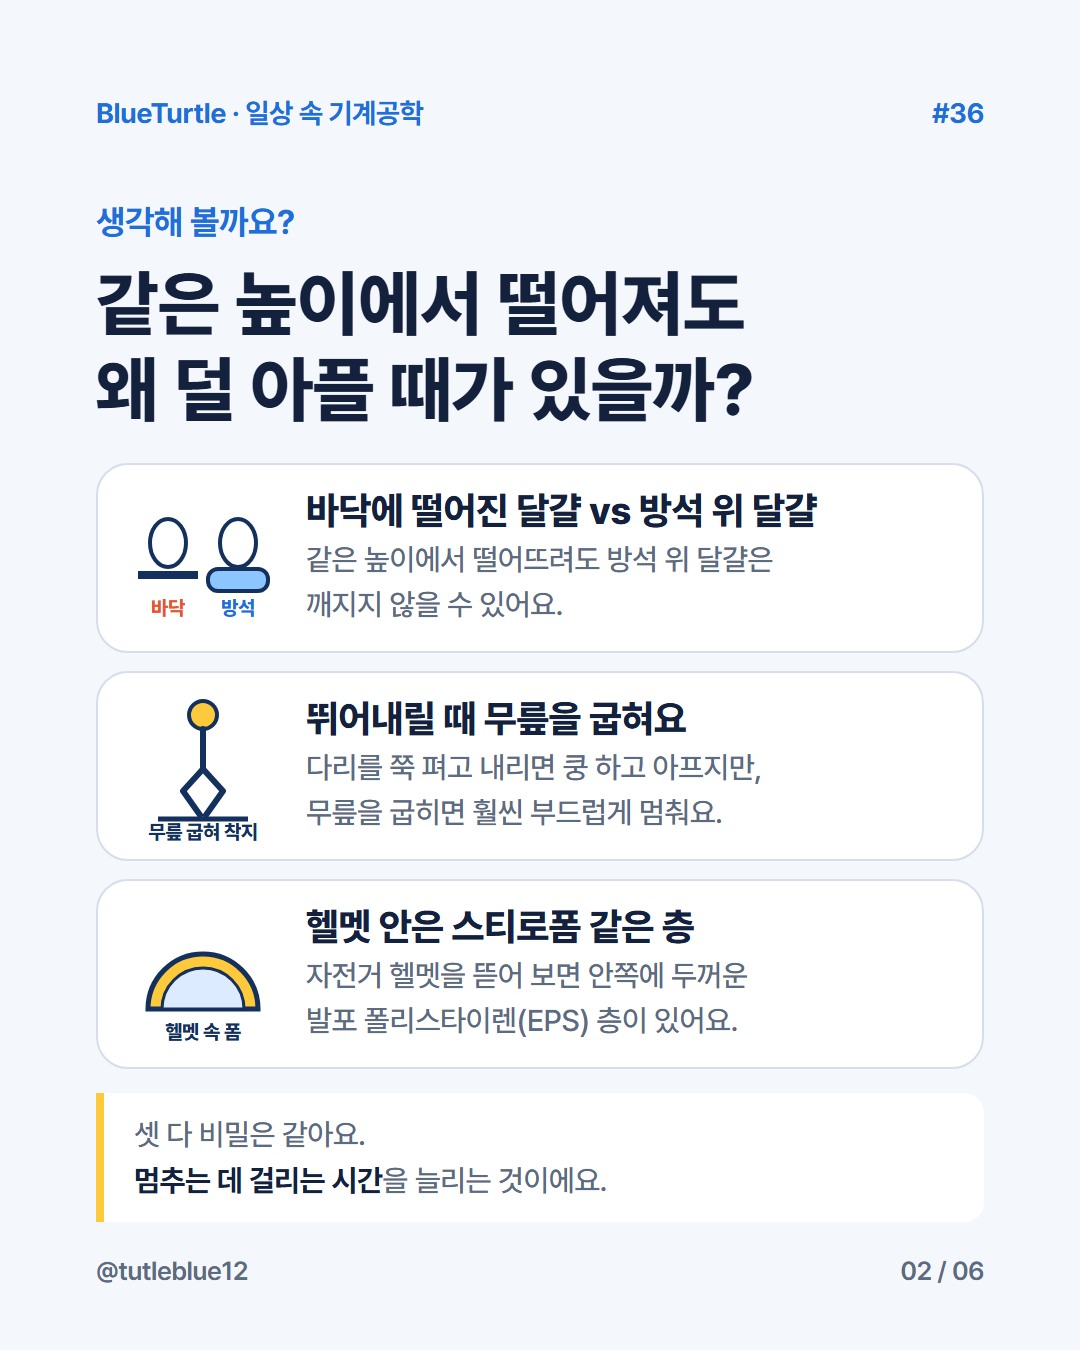 BlueTurtle · 일상 속 기계공학
#36
생각해 볼까요?
같은 높이에서 떨어져도
왜 덜 아플 때가 있을까?
바닥
방석
바닥에 떨어진 달걀 vs 방석 위 달걀
같은 높이에서 떨어뜨려도 방석 위 달걀은
깨지지 않을 수 있어요.
무릎 굽혀 착지
뛰어내릴 때 무릎을 굽혀요
다리를 쭉 펴고 내리면 쿵 하고 아프지만,
무릎을 굽히면 훨씬 부드럽게 멈춰요.
헬멧 속 폼
헬멧 안은 스티로폼 같은 층
자전거 헬멧을 뜯어 보면 안쪽에 두꺼운
발포 폴리스타이렌(EPS) 층이 있어요.
셋 다 비밀은 같아요.
멈추는 데 걸리는 시간을 늘리는 것이에요.
@tutleblue12
02 / 06